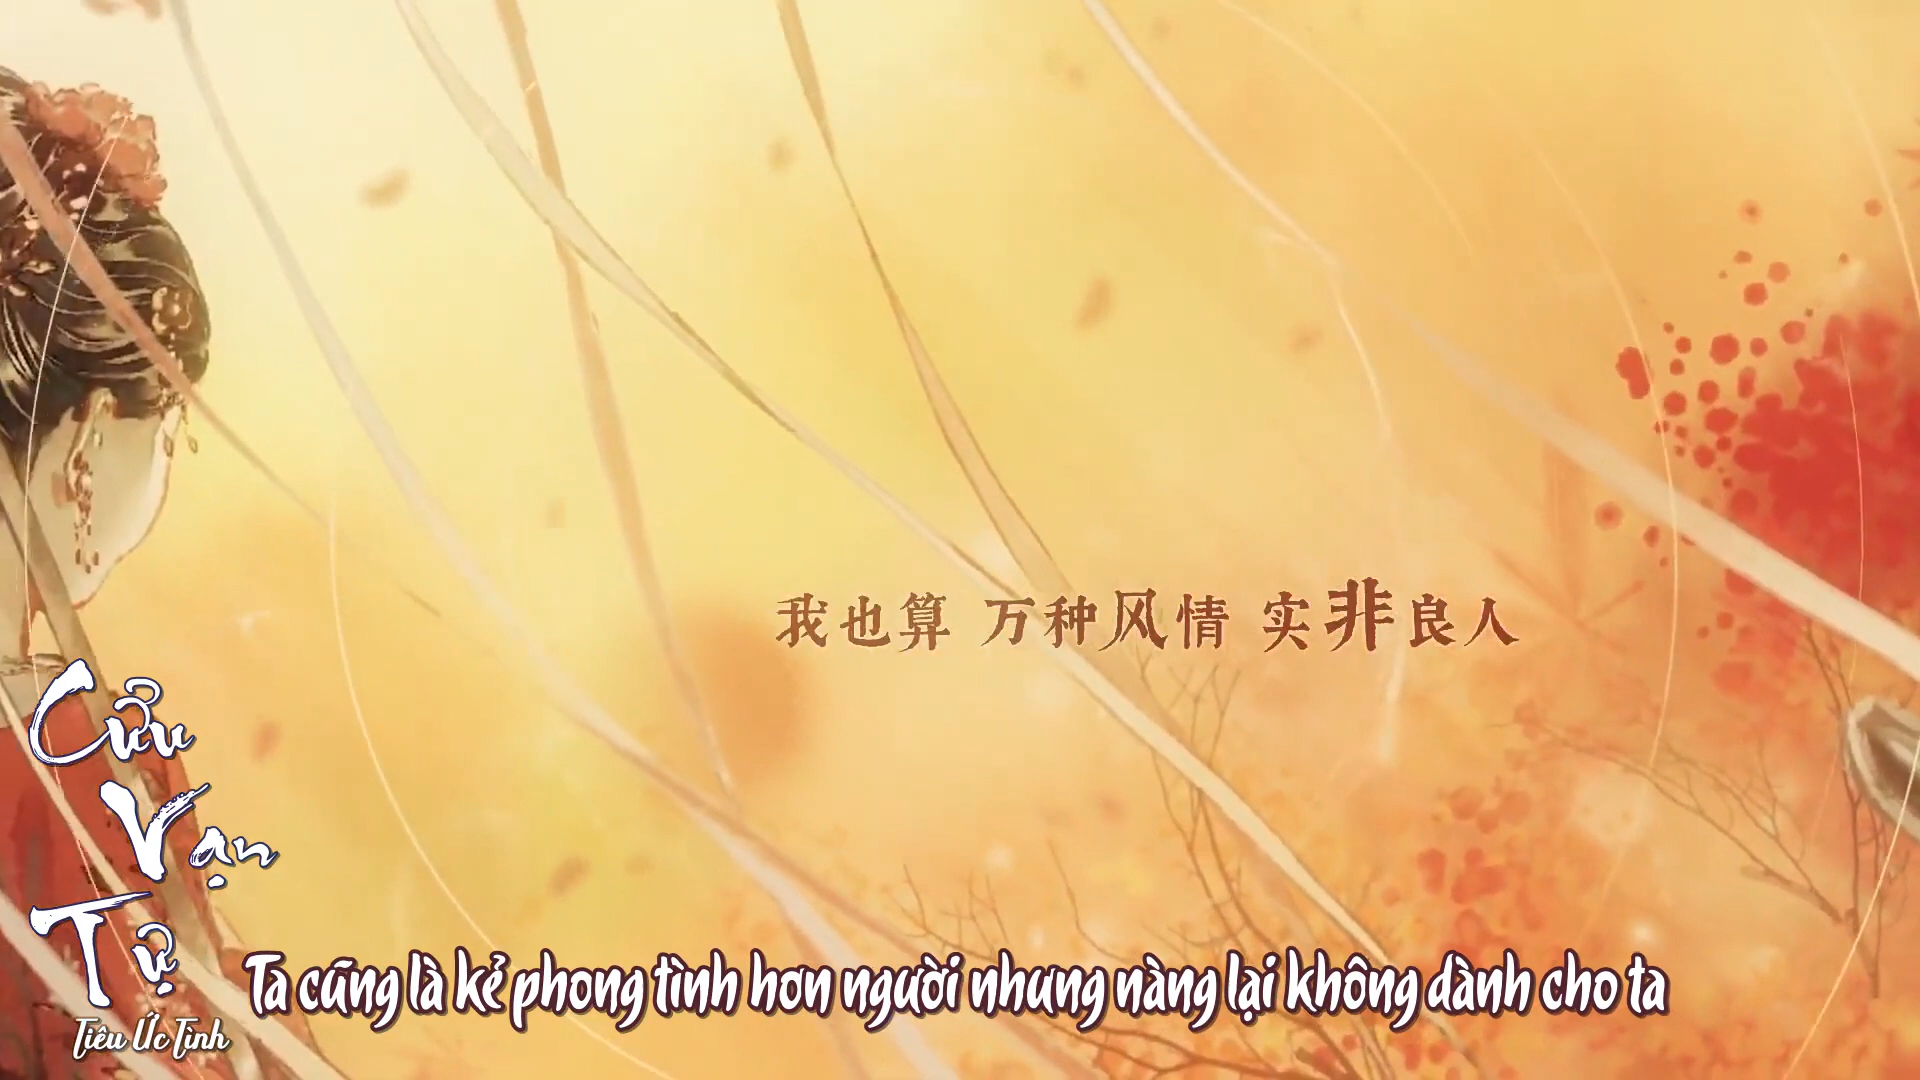 我也算 万种风情 实非良人
Cửu
Vạn
Tự
Tiêu Ức Tình
Ta cũng là kẻ phong tình hơn người nhưng nàng lại không dành cho ta